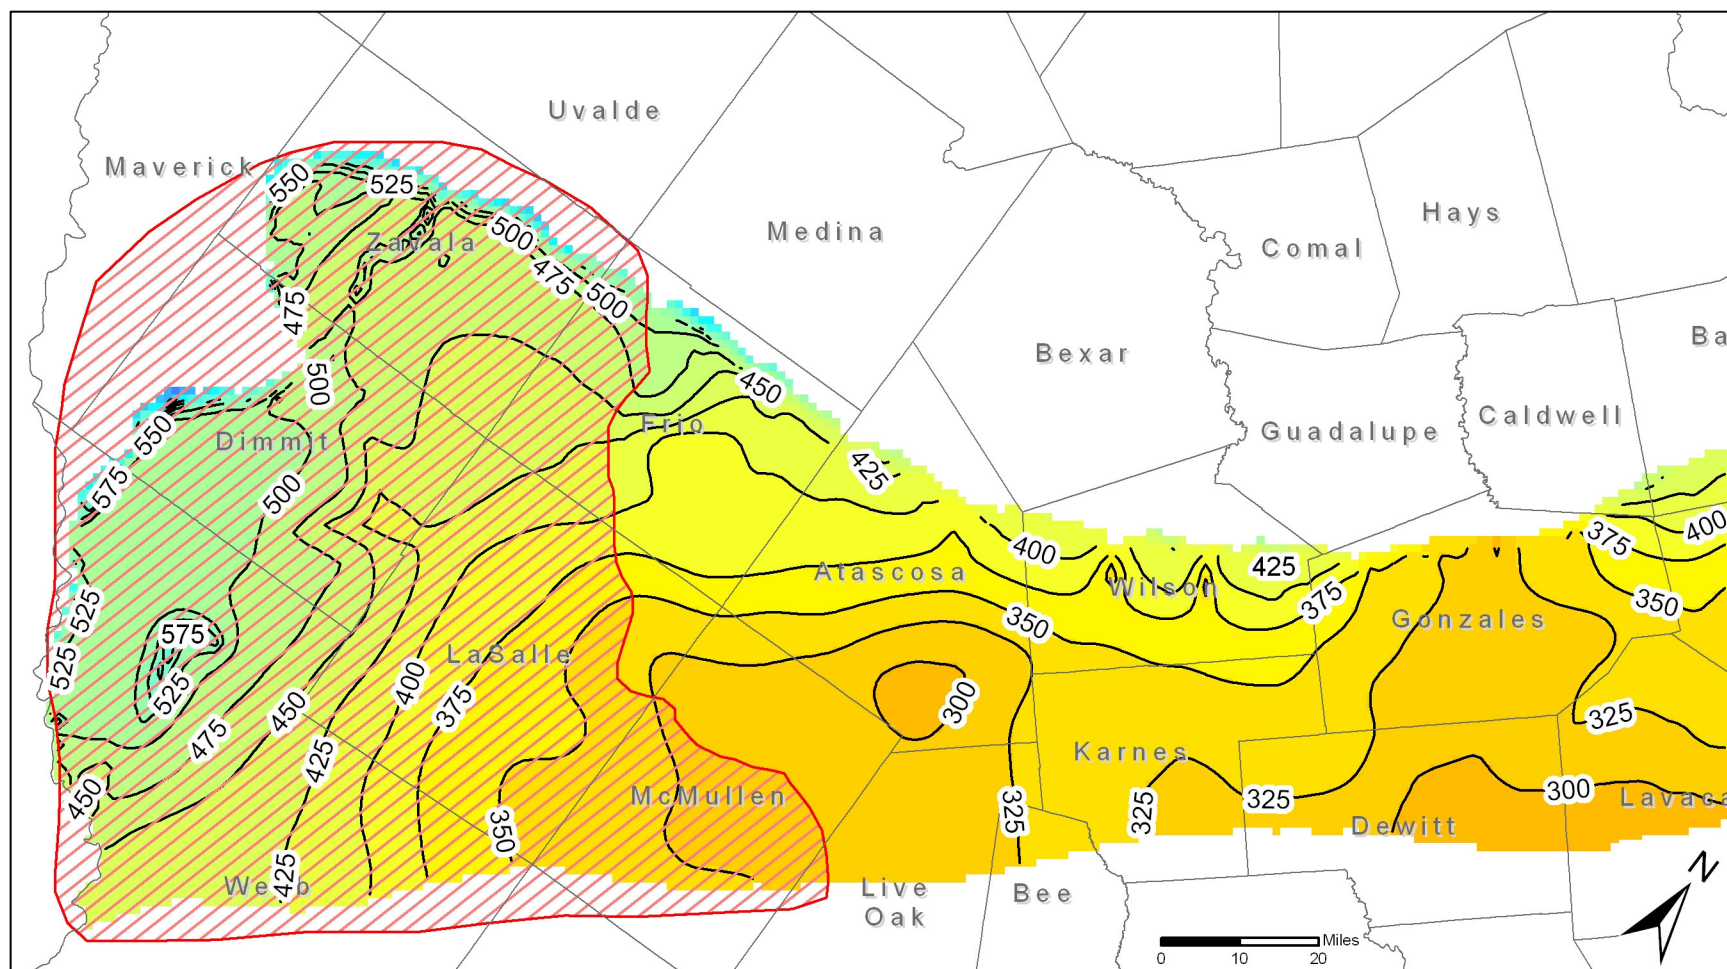 Uvalde
Maverick
550
525
Hays
Medina
500
Zavala
Comal
475
500
475
Ba
Bexar
500
450
Caldwell
Frio
Guadalupe
550
Dimmit
425
575
500
400
375
400
425
Atascosa
Wilson
375
350
525
350
Gonzales
575
LaSalle
525
400
525
300
375
450
325
475
Karnes
425
450
McMullen
300
Lavaca
325
325
325
350
Dewitt
N
425
Webb
Live
Oak
Bee
Miles
0 10 20